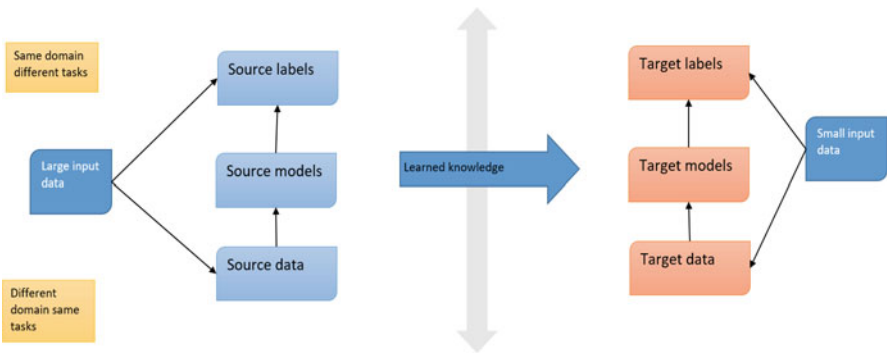 Same domain
different tasks
Source labels
Large input
data
Source models
Source data
Different
domain same
tasks
Learned knowledge
Target labels
Target models
Target data
Small input
data